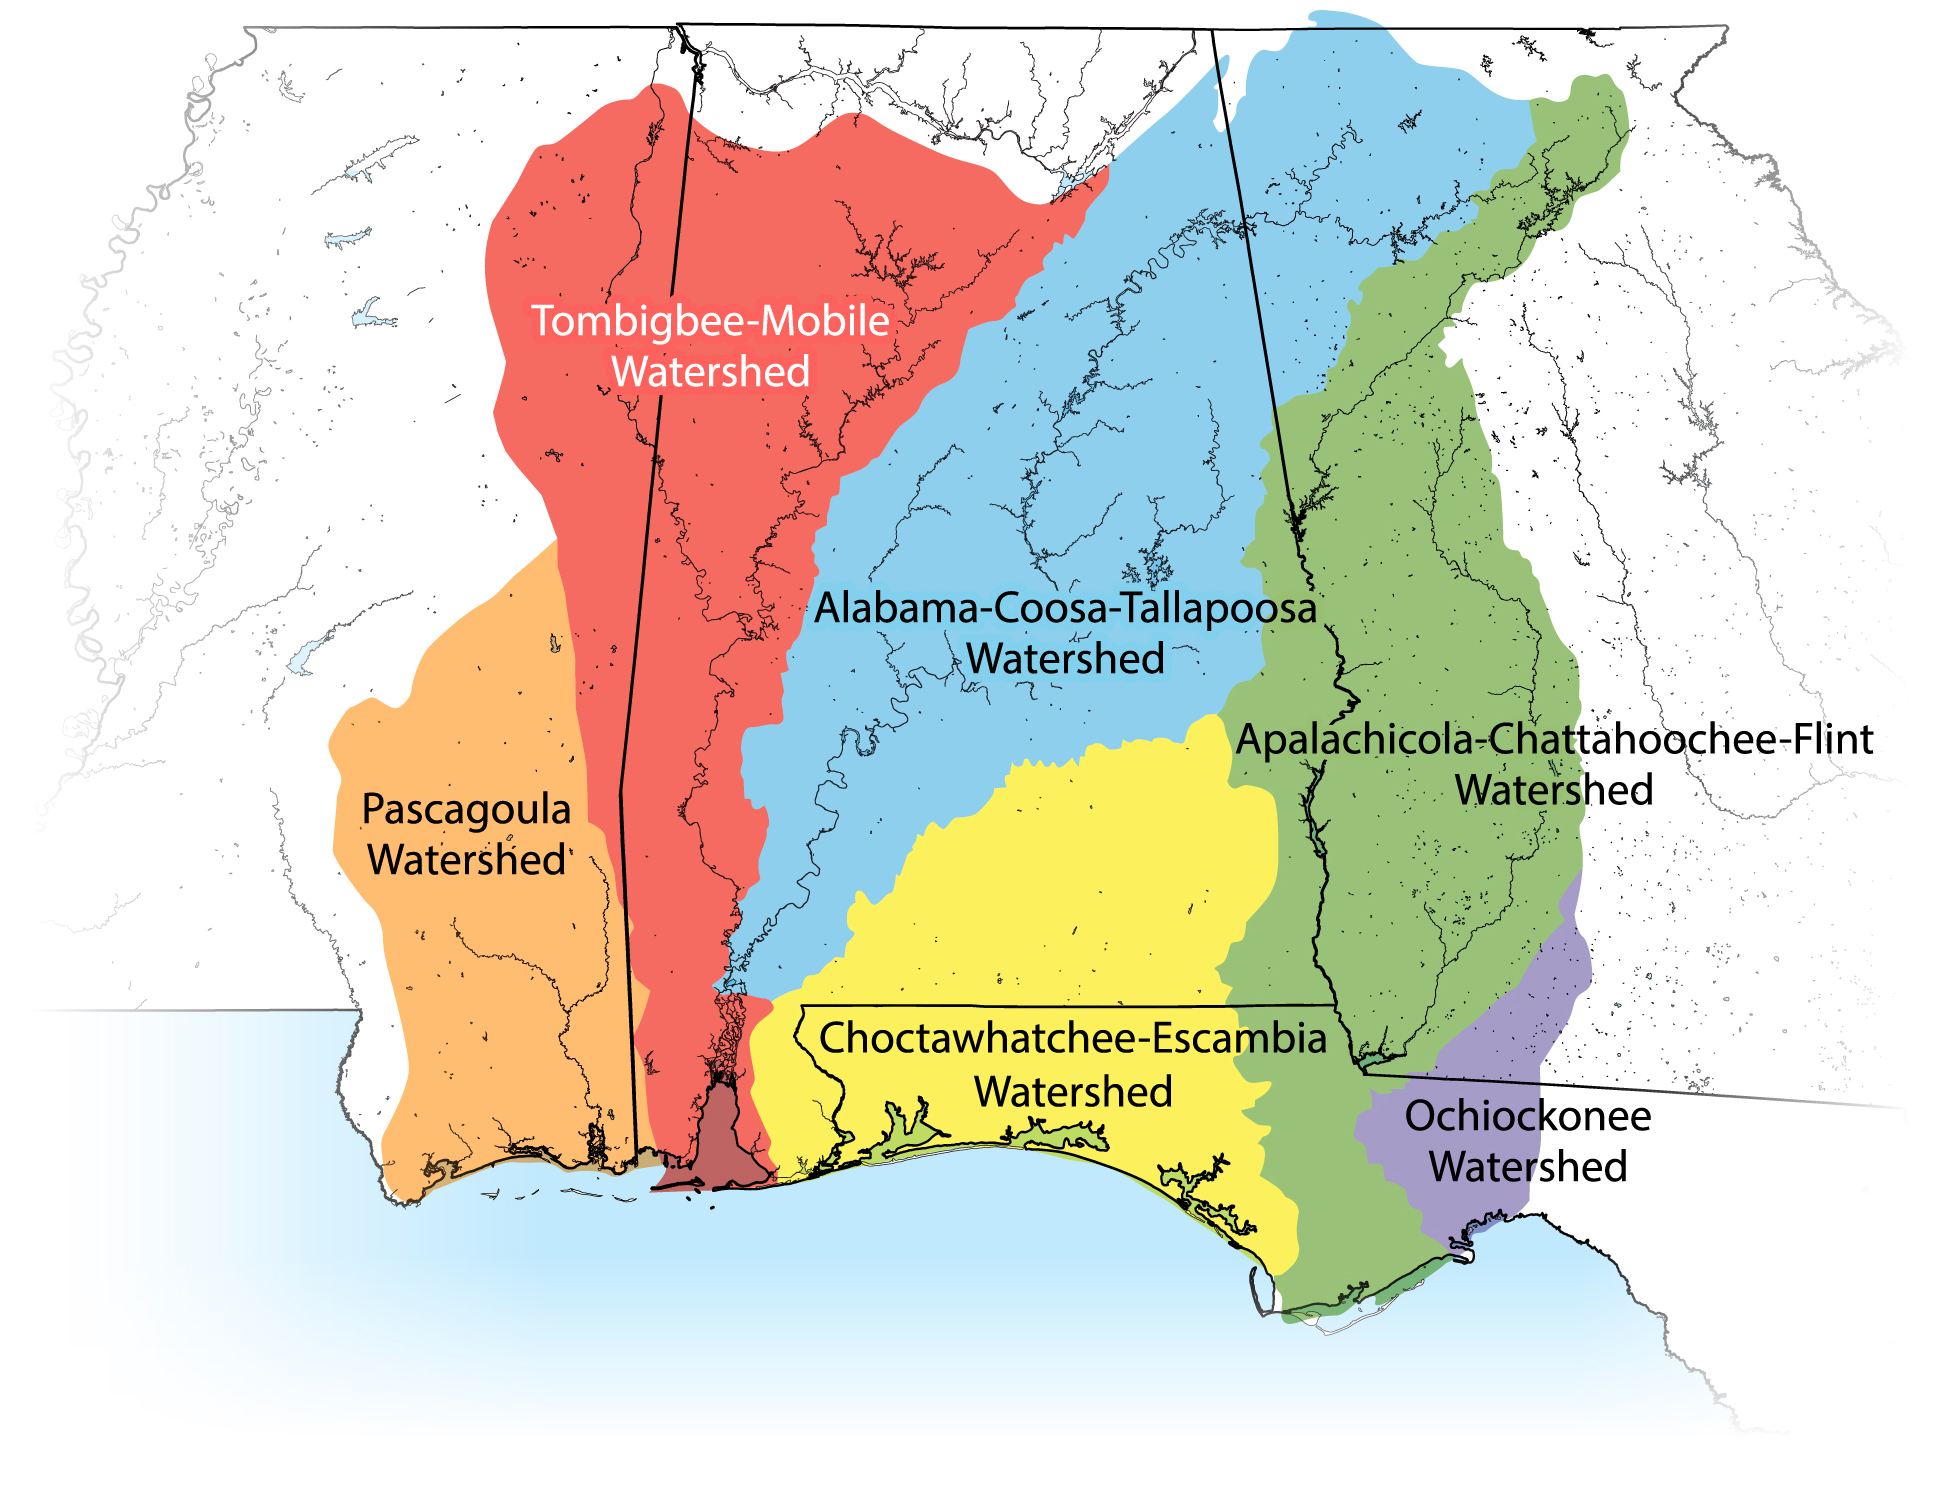 Tombigbee-Mobile
Watershed
Alabama-Coosa-Tallapoosa
Watershed
Apalachicola-Chattahoochee-Flint
Watershed
Pascagoula
Watershed
Choctawhatchee-Escambia
Watershed
Ochiockonee
Watershed